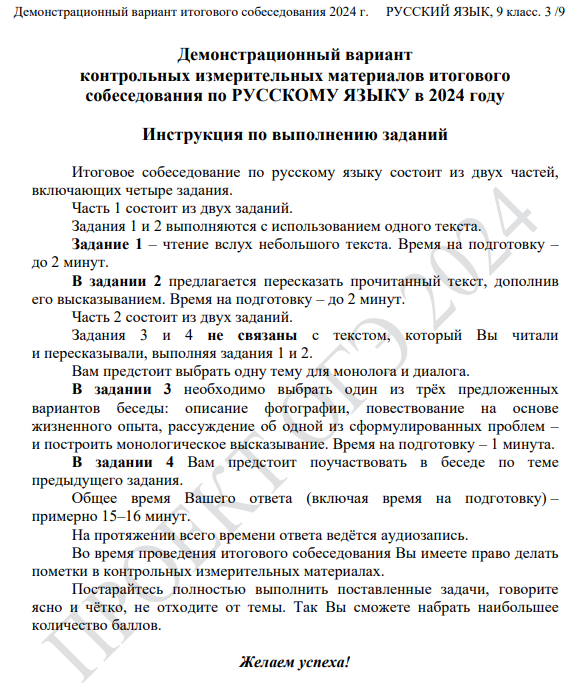 Демонстрационный вариант итогового собеседования 2024 г. РУССКИЙ ЯЗЫК, 9 класс. 3 /9
Демонстрационный вариант
контрольных измерительных материалов итогового
собеседования по РУССКОМУ ЯЗЫКУ в 2024 году
Инструкция по выполнению заданий
Итоговое собеседование по русскому языку состоит из двух частей,
включающих четыре задания.
Часть 1 состоит из двух заданий.
Задания 1 и 2 выполняются с использованием одного текста.
Задание 1 – чтение вслух небольшого текста. Время на подготовку –
до 2 минут.
В задании 2 предлагается пересказать прочитанный текст, дополнив
его высказыванием. Время на подготовку – до 2 минут.
Часть 2 состоит из двух заданий.
Задания 3 и 4 не связаны с текстом, который Вы читали
и пересказывали, выполняя задания 1 и 2.
Вам предстоит выбрать одну тему для монолога и диалога.
В задании 3 необходимо выбрать один из трёх предложенных
вариантов беседы: описание фотографии, повествование на основе
жизненного опыта, рассуждение об одной из сформулированных проблем –
и построить монологическое высказывание. Время на подготовку – 1 минута.
В задании 4 Вам предстоит поучаствовать в беседе по теме
предыдущего задания.
Общее время Вашего ответа (включая время на подготовку) –
примерно 15–16 минут.
На протяжении всего времени ответа ведётся аудиозапись.
Во время проведения итогового собеседования Вы имеете право делать
пометки в контрольных измерительных материалах.
Постарайтесь полностью выполнить поставленные задачи, говорите
ясно и чётко, не отходите от темы. Так Вы сможете набрать наибольшее
количество баллов.
Желаем успеха!
ПРОЕКТ ОГЭ 2024